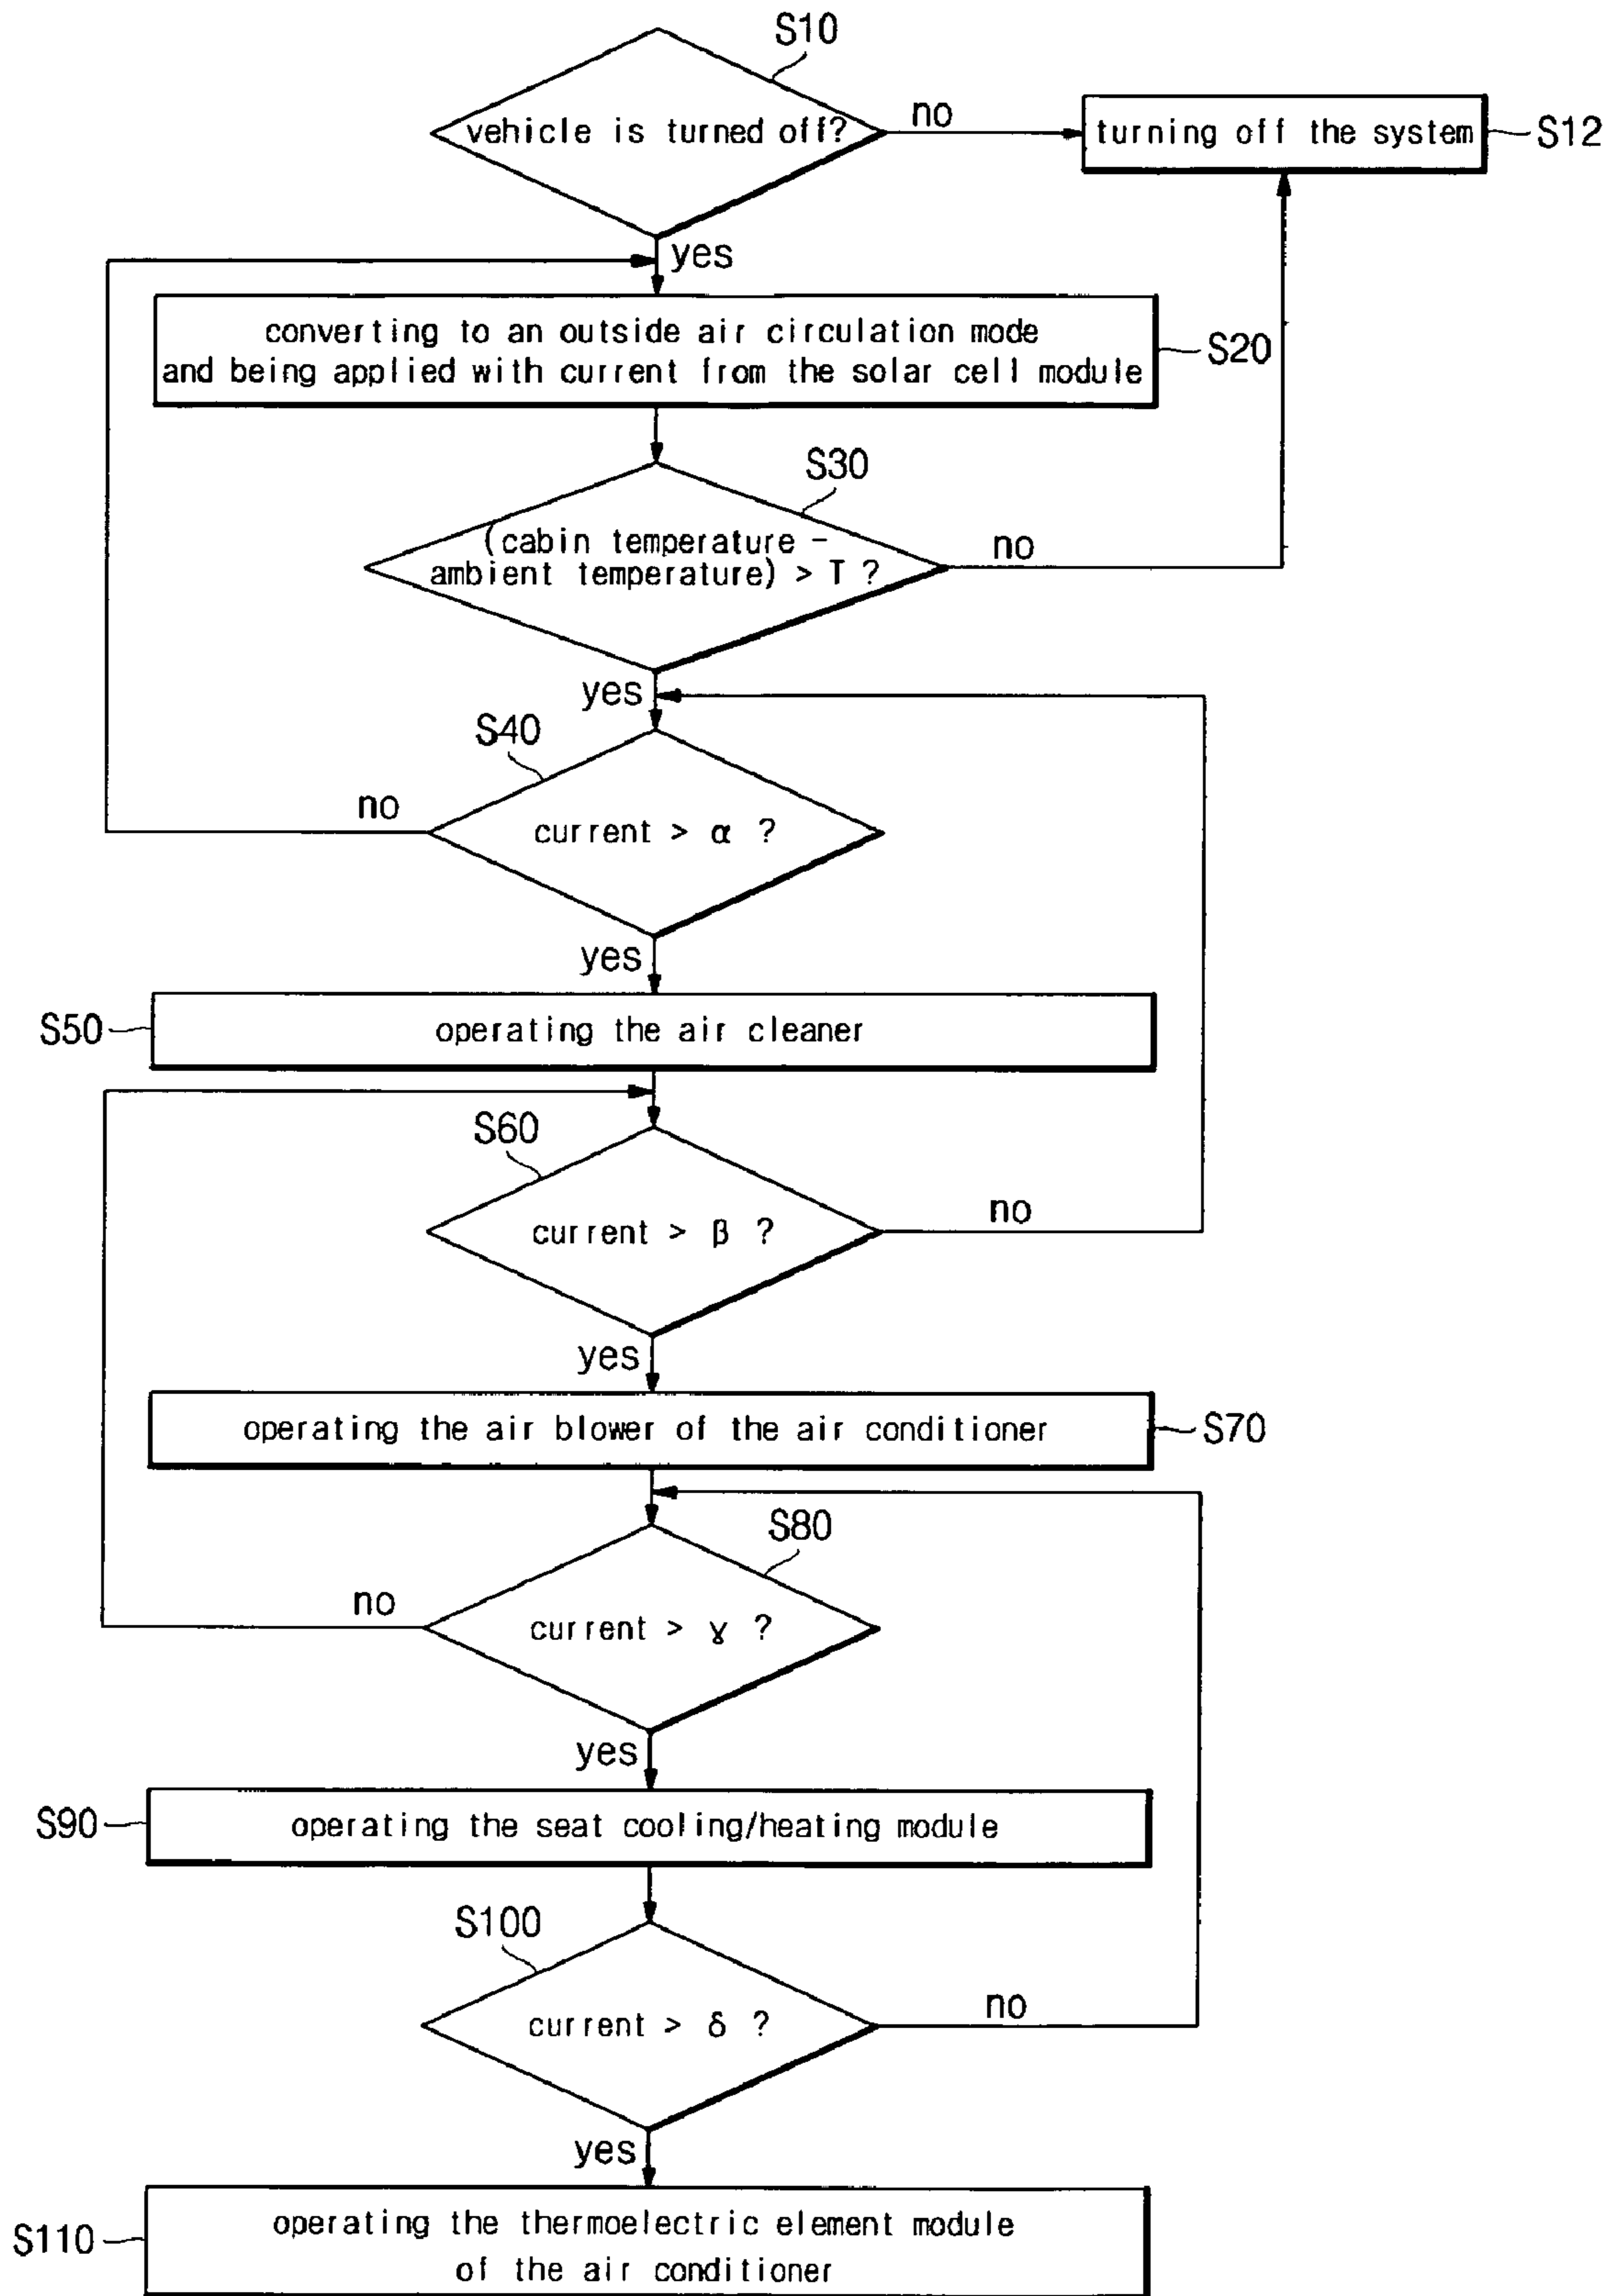 S10
vehicle is turned off?
no
turning off the system
S12
yes
converting to an outside air circulation mode
and being applied with current from the solar cell module
S20
S30
(cabin temperature -
ambient temperature) > T ?
no
yes
S40
no
current > α ?
yes
S50
operating the air cleaner
S60
current > β ?
no
yes
operating the air blower of the air conditioner
S70
S80
no
current > γ ?
yes
S90
operating the seat cooling/heating module
S100
current > δ ?
no
yes
S110
operating the thermoelectric element module
of the air conditioner